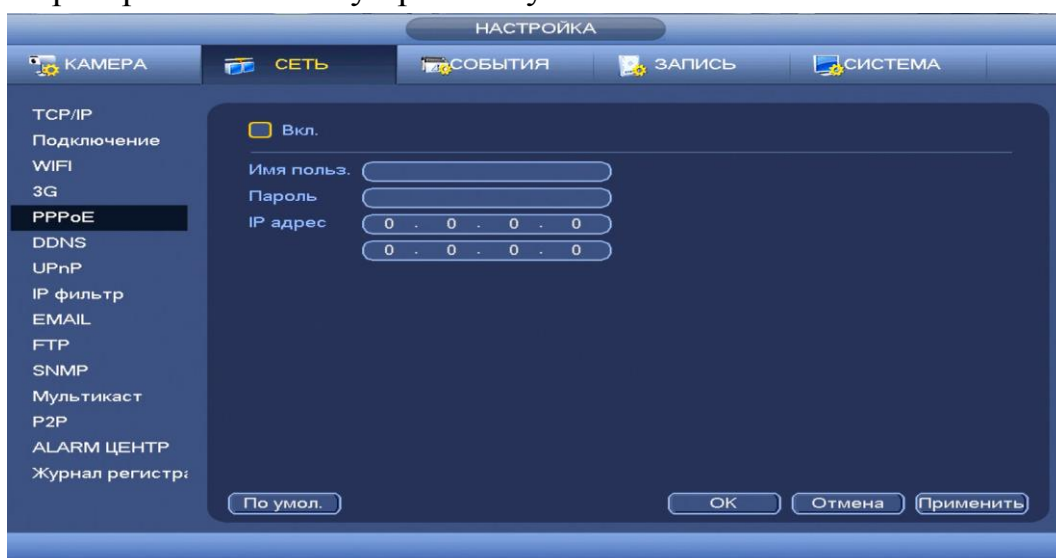 НАСТРОЙКА
КАМЕРА СЕТЬ СОБЫТИЯ ЗАПИСЬ СИСТЕМА
TCP/IP
Подключение
WIFI
3G
PPPoE
DDNS
UPnP
IP фильтр
EMAIL
FTP
SNMP
Мультикаст
P2P
ALARM ЦЕНТР
Журнал регистра
Вкл.
Имя польз.
Пароль
IP адрес 0 . 0 . 0 . 0
0 . 0 . 0 . 0
По умол. OK Отмена Применить